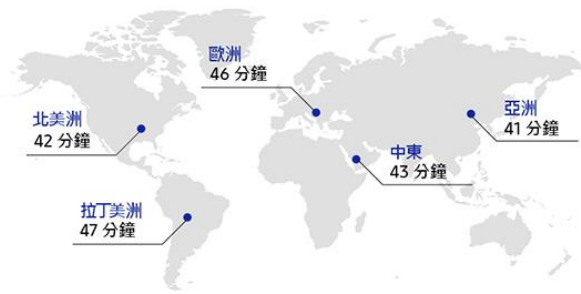 歐洲
46 分鐘
北美洲
42 分鐘
亞洲
41 分鐘
中東
43 分鐘
拉丁美洲
47 分鐘